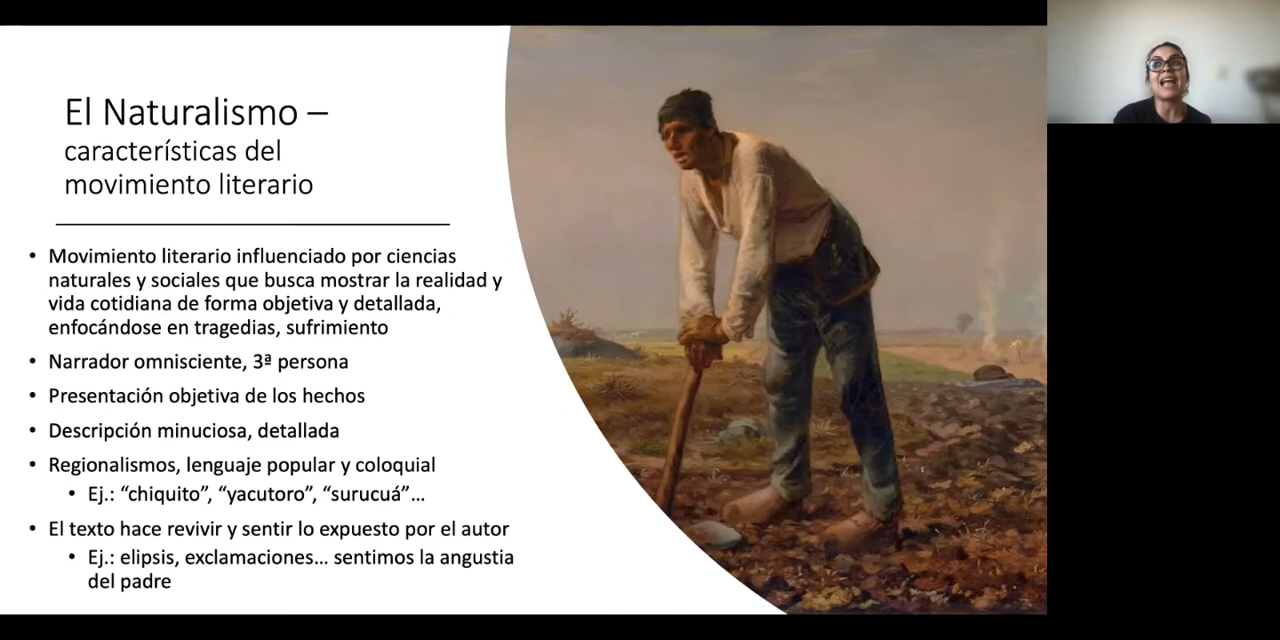 El Naturalismo –
características del
movimiento literario
• Movimiento literario influenciado por ciencias
naturales y sociales que busca mostrar la realidad y
vida cotidiana de forma objetiva y detallada,
enfocándose en tragedias, sufrimiento
• Narrador omnisciente, 3ª persona
• Presentación objetiva de los hechos
• Descripción minuciosa, detallada
• Regionalismos, lenguaje popular y coloquial
• Ej.: “chiquito”, “yacutoro”, “surucuá”...
• El texto hace revivir y sentir lo expuesto por el autor
• Ej.: elipsis, exclamaciones... sentimos la angustia
del padre